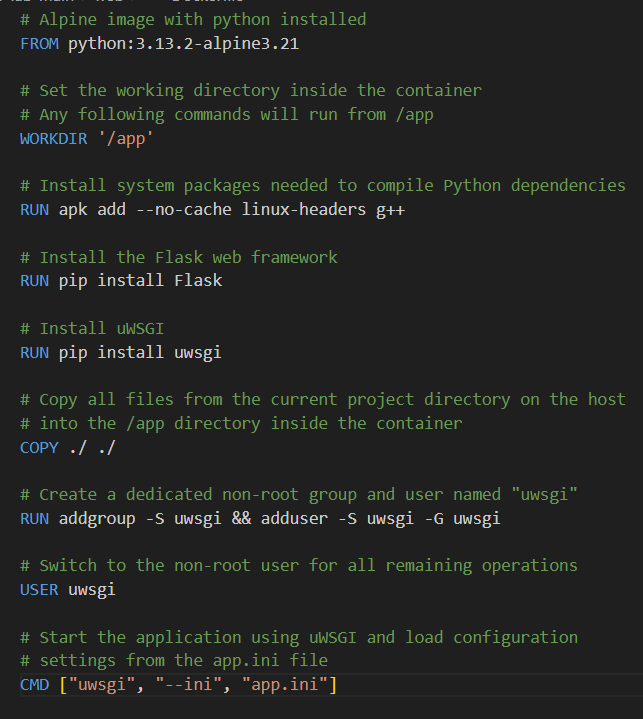 # Alpine image with python installed
FROM python:3.13.2-alpine3.21
# Set the working directory inside the container
# Any following commands will run from /app
WORKDIR '/app'
# Install system packages needed to compile Python dependencies
RUN apk add --no-cache linux-headers g++
# Install the Flask web framework
RUN pip install Flask
# Install uWSGI
RUN pip install uwsgi
# Copy all files from the current project directory on the host
# into the /app directory inside the container
COPY ./ ./
# Create a dedicated non-root group and user named "uwsgi"
RUN addgroup -S uwsgi && adduser -S uwsgi -G uwsgi
# Switch to the non-root user for all remaining operations
USER uwsgi
# Start the application using uWSGI and load configuration
# settings from the app.ini file
CMD ["uwsgi", "--ini", "app.ini"]